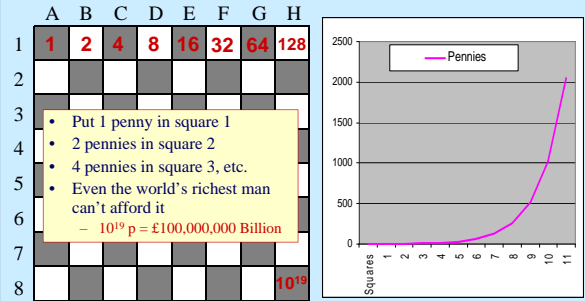 A B C D E F G H
1 1 2 4 8 16 32 64 128
2
3
4
5
6
7
8 10¹⁹
• Put 1 penny in square 1
• 2 pennies in square 2
• 4 pennies in square 3, etc.
• Even the world's richest man
can't afford it
– 10¹⁹ p = £100,000,000 Billion
Pennies
2500
2000
1500
1000
500
0
Squares 1 2 3 4 5 6 7 8 9 10 11